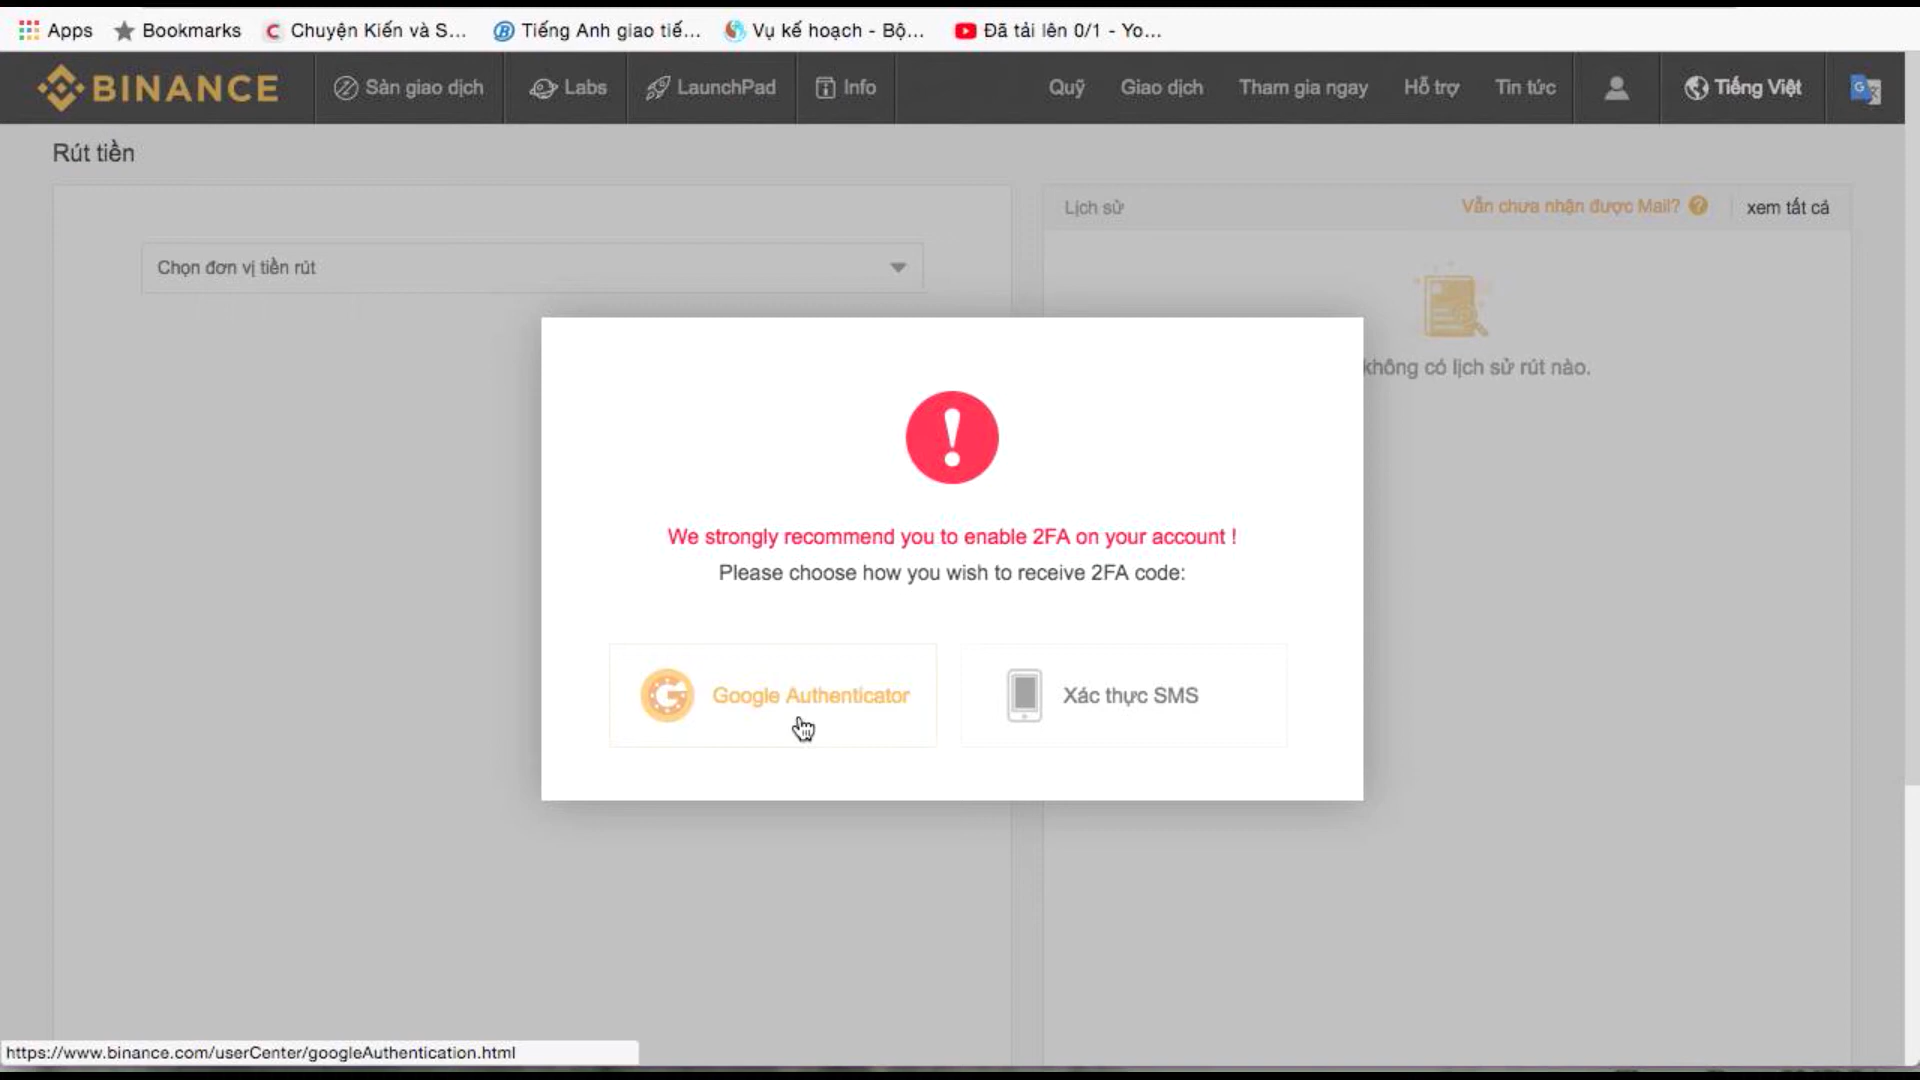 Apps Bookmarks Chuyện Kiến và S... Tiếng Anh giao tiế... Vụ kế hoạch - Bộ... Đã tải lên 0/1 - Yo...
BINANCE Sàn giao dịch Labs LaunchPad Info Quỹ Giao dịch Tham gia ngay Hỗ trợ Tin tức Tiếng Việt
Rút tiền
Lịch sử Vẫn chưa nhận được Mail? xem tất cả
Chọn đơn vị tiền rút
không có lịch sử rút nào.
We strongly recommend you to enable 2FA on your account !
Please choose how you wish to receive 2FA code:
Google Authenticator Xác thực SMS
https://www.binance.com/userCenter/googleAuthentication.html